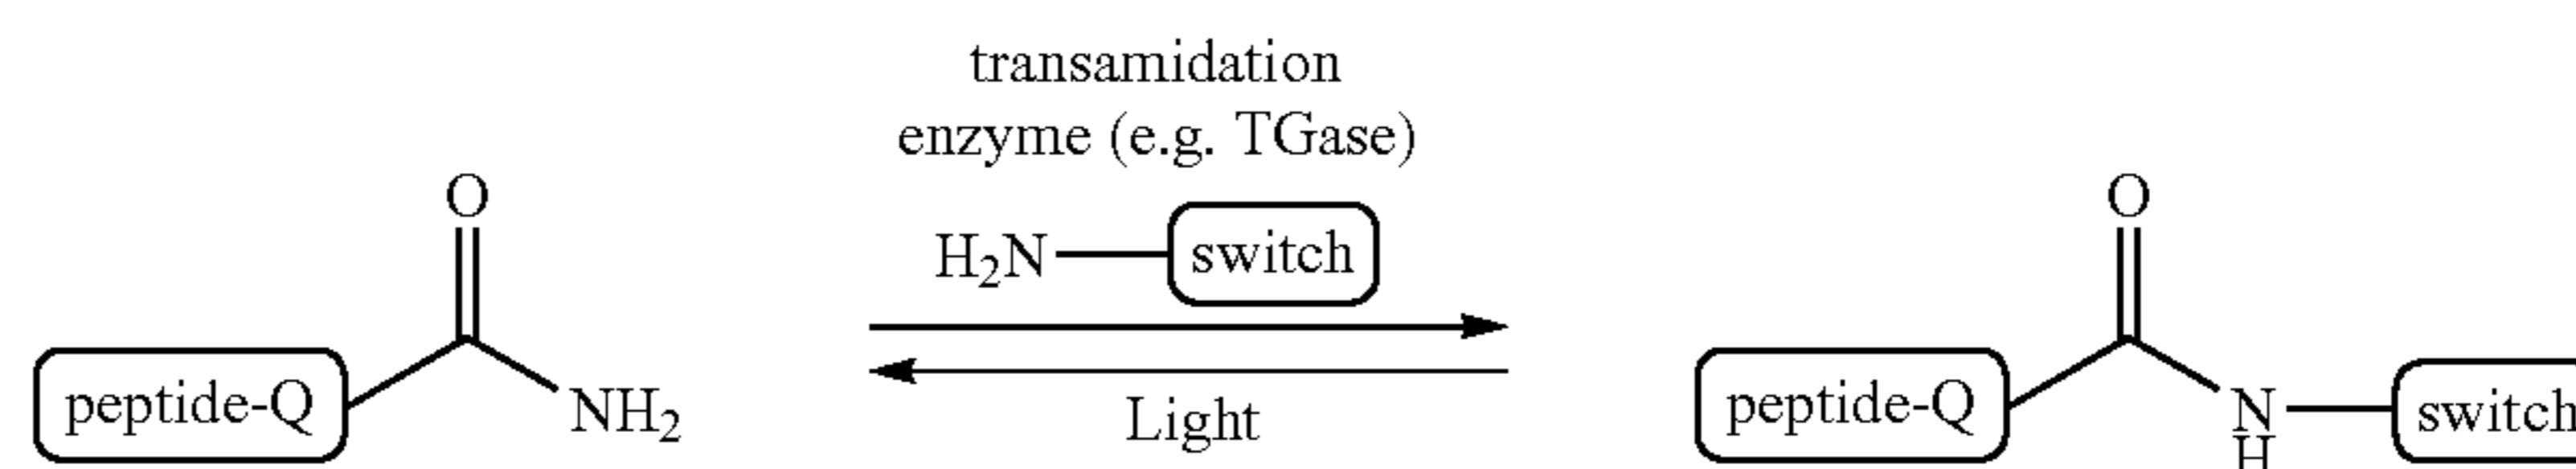 transamidation
enzyme (e.g. TGase)
O
O
H₂N
switch
peptide-Q
NH₂
Light
peptide-Q
N
H
switch